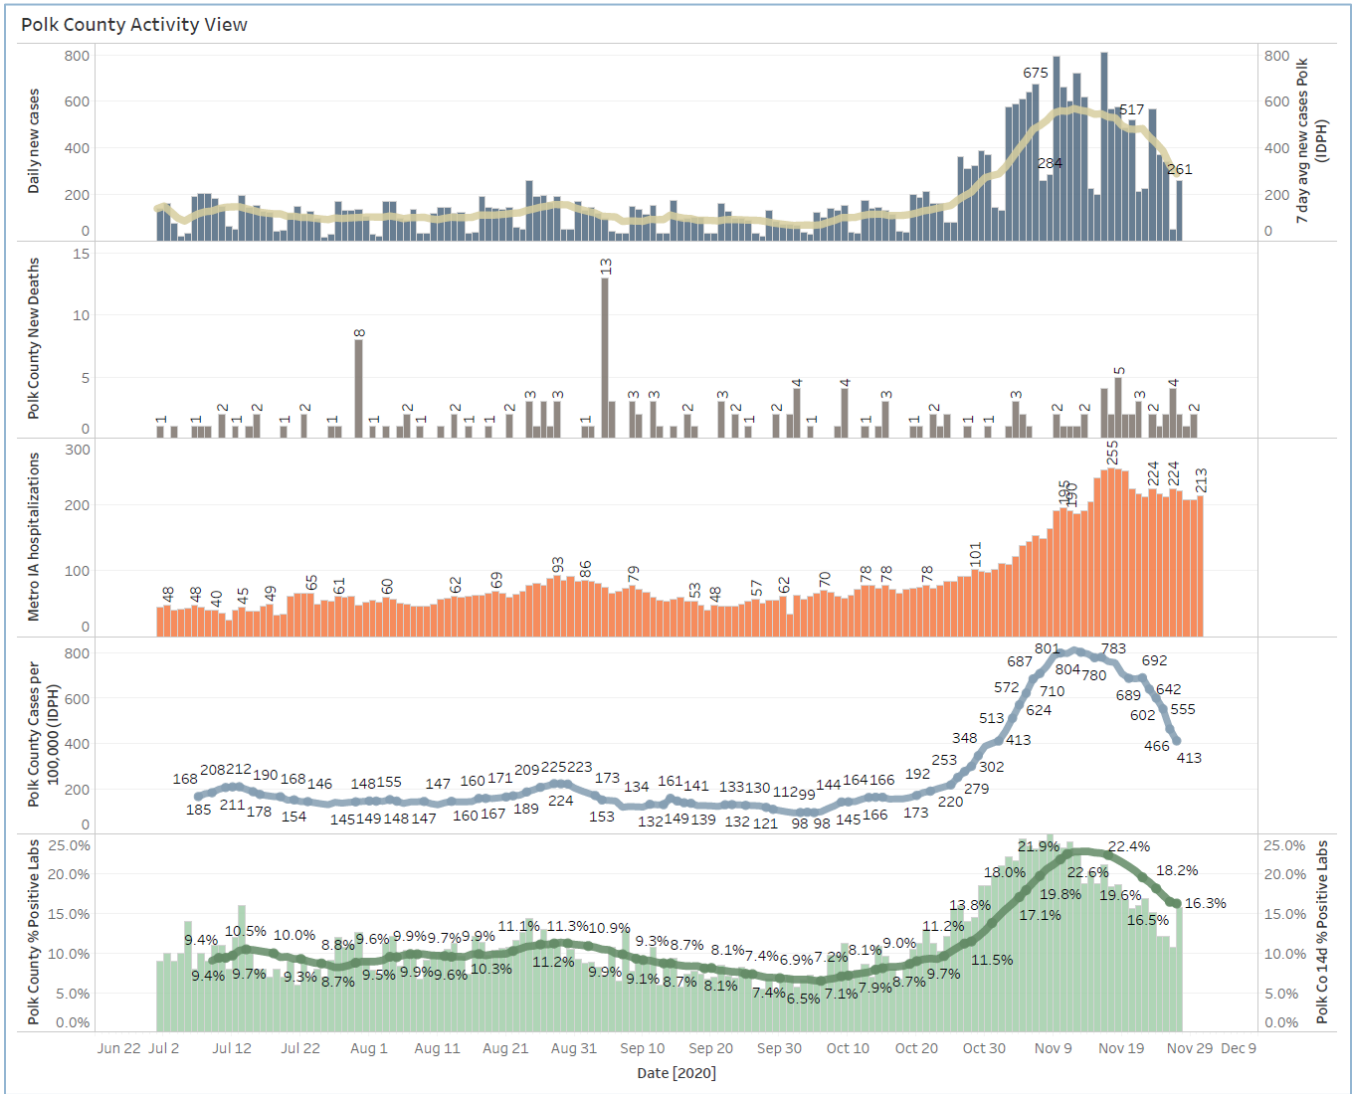 Polk County Activity View
Daily new cases
800
600
400
200
0
675
284
517
261
800
600
400
200
0
7 day avg new cases Polk
(IDPH)
Polk County New Deaths
15
10
5
0
1 1 2 1 2 1 2 1 8 1 2 1 2 1 2 3 3 1 13 3 3 2 3 2 1 2 4 1 4 1 3 1 2 1 1 3 2 2 5 3 2 4 2
Metro IA hospitalizations
300
200
100
0
48 48 40 45 49 65 61 60 62 69 93 86 79 53 48 57 62 70 78 78 78 101 195 190 255 224 224 213
Polk County Cases per
100,000 (IDPH)
800
600
400
200
0
168 208 212 190 168 146 148 155 147 160 171 209 225 223 173 134 161 141 133 130 112 99 144 164 166 192 253 348 513 572 687 801 783 692 642 555
185 211 178 154 145 149 148 147 160 167 189 224 153 132 149 139 132 121 98 98 145 166 173 220 279 302 413 624 710 804 780 689 602 466 413
Polk County % Positive Labs
25.0%
20.0%
15.0%
10.0%
5.0%
0.0%
9.4% 10.5% 10.0% 8.8% 9.6% 9.9% 9.7% 9.9% 11.1% 11.3% 10.9% 9.3% 8.7% 8.1% 7.4% 6.9% 7.2% 8.1% 9.0% 11.2% 13.8% 18.0% 21.9% 22.4% 18.2% 16.3%
9.4% 9.7% 9.3% 8.7% 9.5% 9.9% 9.6% 10.3% 11.2% 9.9% 9.1% 8.7% 8.1% 7.4% 6.5% 7.1% 7.9% 8.7% 9.7% 11.5% 17.1% 19.8% 22.6% 19.6% 16.5%
25.0%
20.0%
15.0%
10.0%
5.0%
0.0%
Polk Co 14d % Positive Labs
Jun 22 Jul 2 Jul 12 Jul 22 Aug 1 Aug 11 Aug 21 Aug 31 Sep 10 Sep 20 Sep 30 Oct 10 Oct 20 Oct 30 Nov 9 Nov 19 Nov 29 Dec 9
Date [2020]